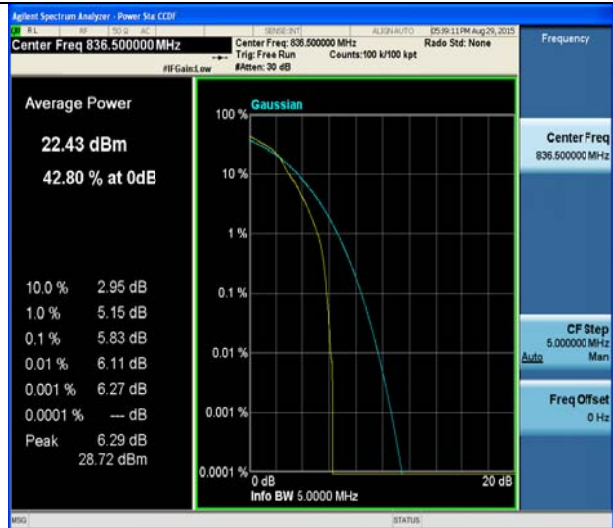 Agilent Spectrum Analyzer - Power Stat CCDF
RL RF 50 Ω AC SENSE:INT ALIGN AUTO 05:39:11 PM Aug 29, 2015
Center Freq 836.500000 MHz
Center Freq: 836.500000 MHz Radio Std: None
Trig: Free Run Counts:100 k/100 kpt
#IFGain:Low #Atten: 30 dB
Frequency
Average Power
22.43 dBm
42.80 % at 0dB
10.0 % 2.95 dB
1.0 % 5.15 dB
0.1 % 5.83 dB
0.01 % 6.11 dB
0.001 % 6.27 dB
0.0001 % --- dB
Peak 6.29 dB
28.72 dBm
Gaussian
100 %
10 %
1 %
0.1 %
0.01 %
0.001 %
0.0001 %
0 dB 20 dB
Info BW 5.0000 MHz
Center Freq
836.500000 MHz
CF Step
5.000000 MHz
Auto Man
Freq Offset
0 Hz
MSG STATUS